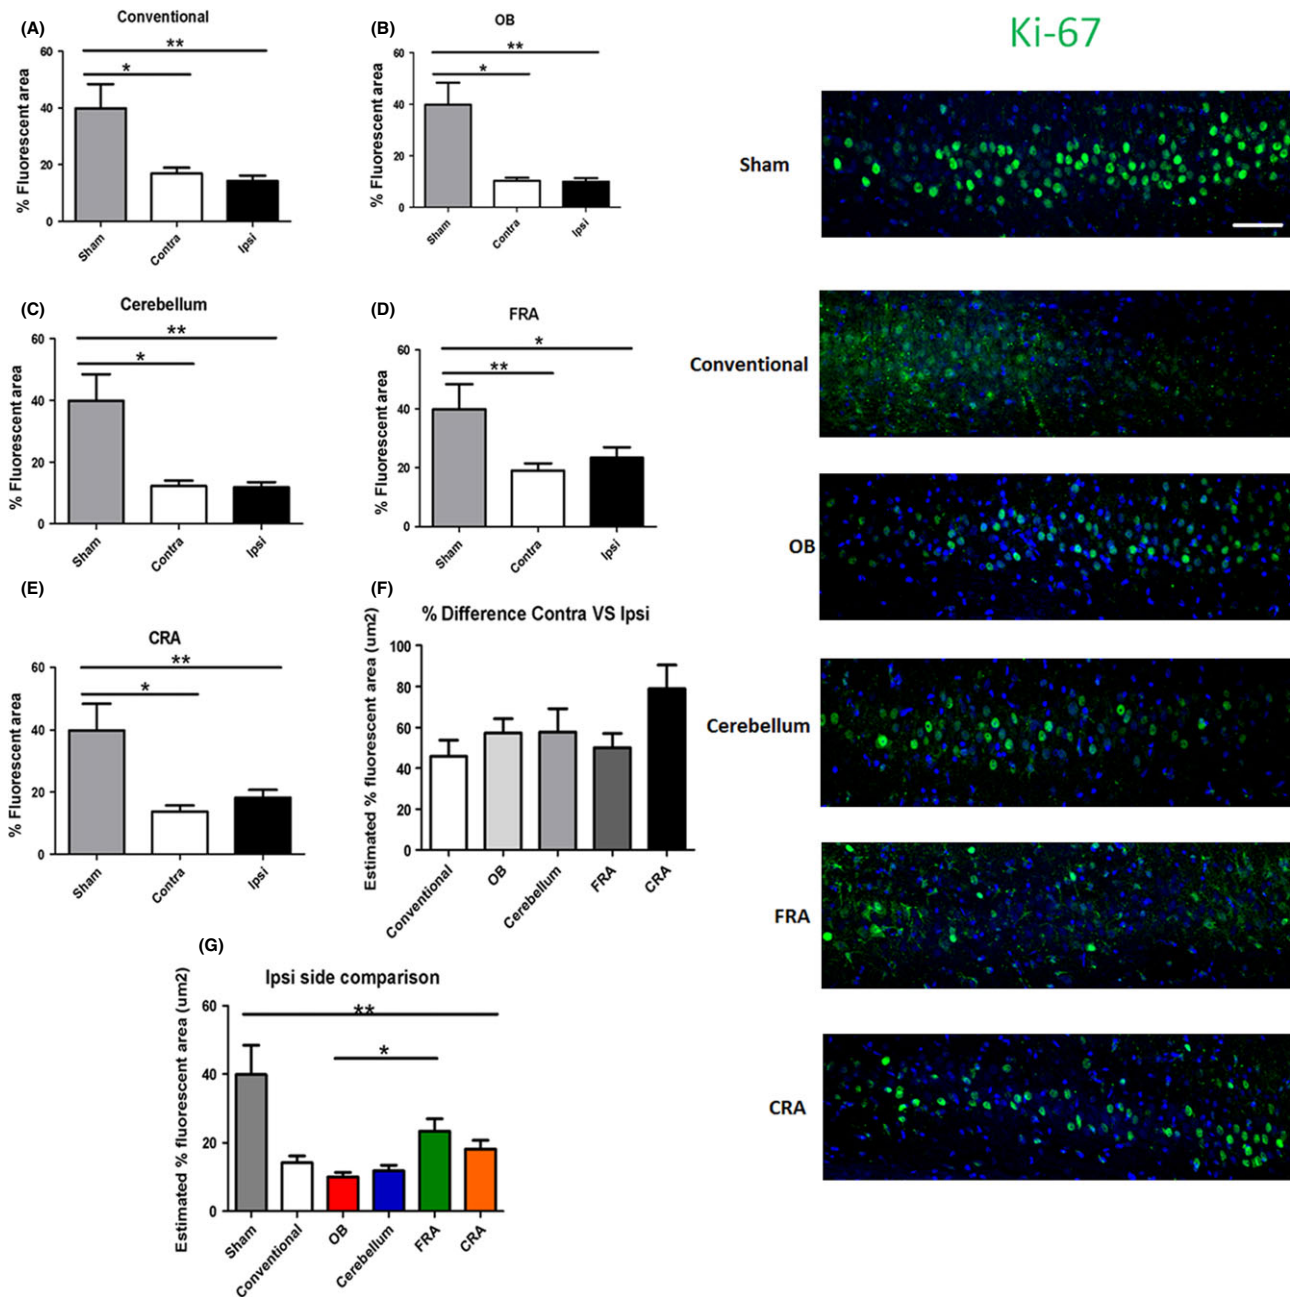 (A)
Conventional
% Fluorescent area
60
40
20
0
**
*
Sham
Contra
Ipsi
(B)
OB
% Fluorescent area
60
40
20
0
**
*
Sham
Contra
Ipsi
(C)
Cerebellum
% Fluorescent area
60
40
20
0
**
*
Sham
Contra
Ipsi
(D)
FRA
% Fluorescent area
60
40
20
0
*
**
Sham
Contra
Ipsi
(E)
CRA
% Fluorescent area
60
40
20
0
**
*
Sham
Contra
Ipsi
(F)
% Difference Contra VS Ipsi
Estimated % fluorescent area (um2)
100
80
60
40
20
0
Conventional
OB
Cerebellum
FRA
CRA
(G)
Ipsi side comparison
Estimated % fluorescent area (um2)
60
40
20
0
**
*
Sham
Conventional
OB
Cerebellum
FRA
CRA
Ki-67
Sham
Conventional
OB
Cerebellum
FRA
CRA